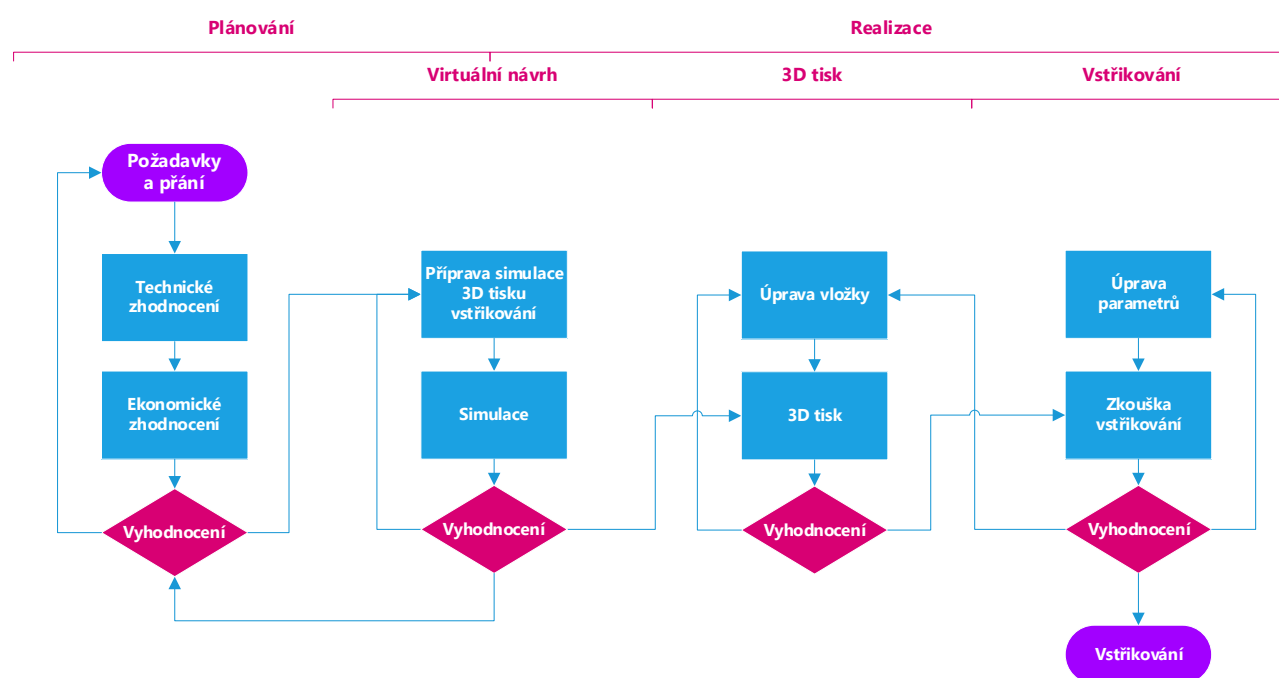 Plánování
Realizace
Virtuální návrh
3D tisk
Vstřikování
Požadavky
a přání
Technické
zhodnocení
Ekonomické
zhodnocení
Vyhodnocení
Příprava simulace
3D tisku
vstřikování
Simulace
Vyhodnocení
Úprava vložky
3D tisk
Vyhodnocení
Úprava
parametrů
Zkouška
vstřikování
Vyhodnocení
Vstřikování